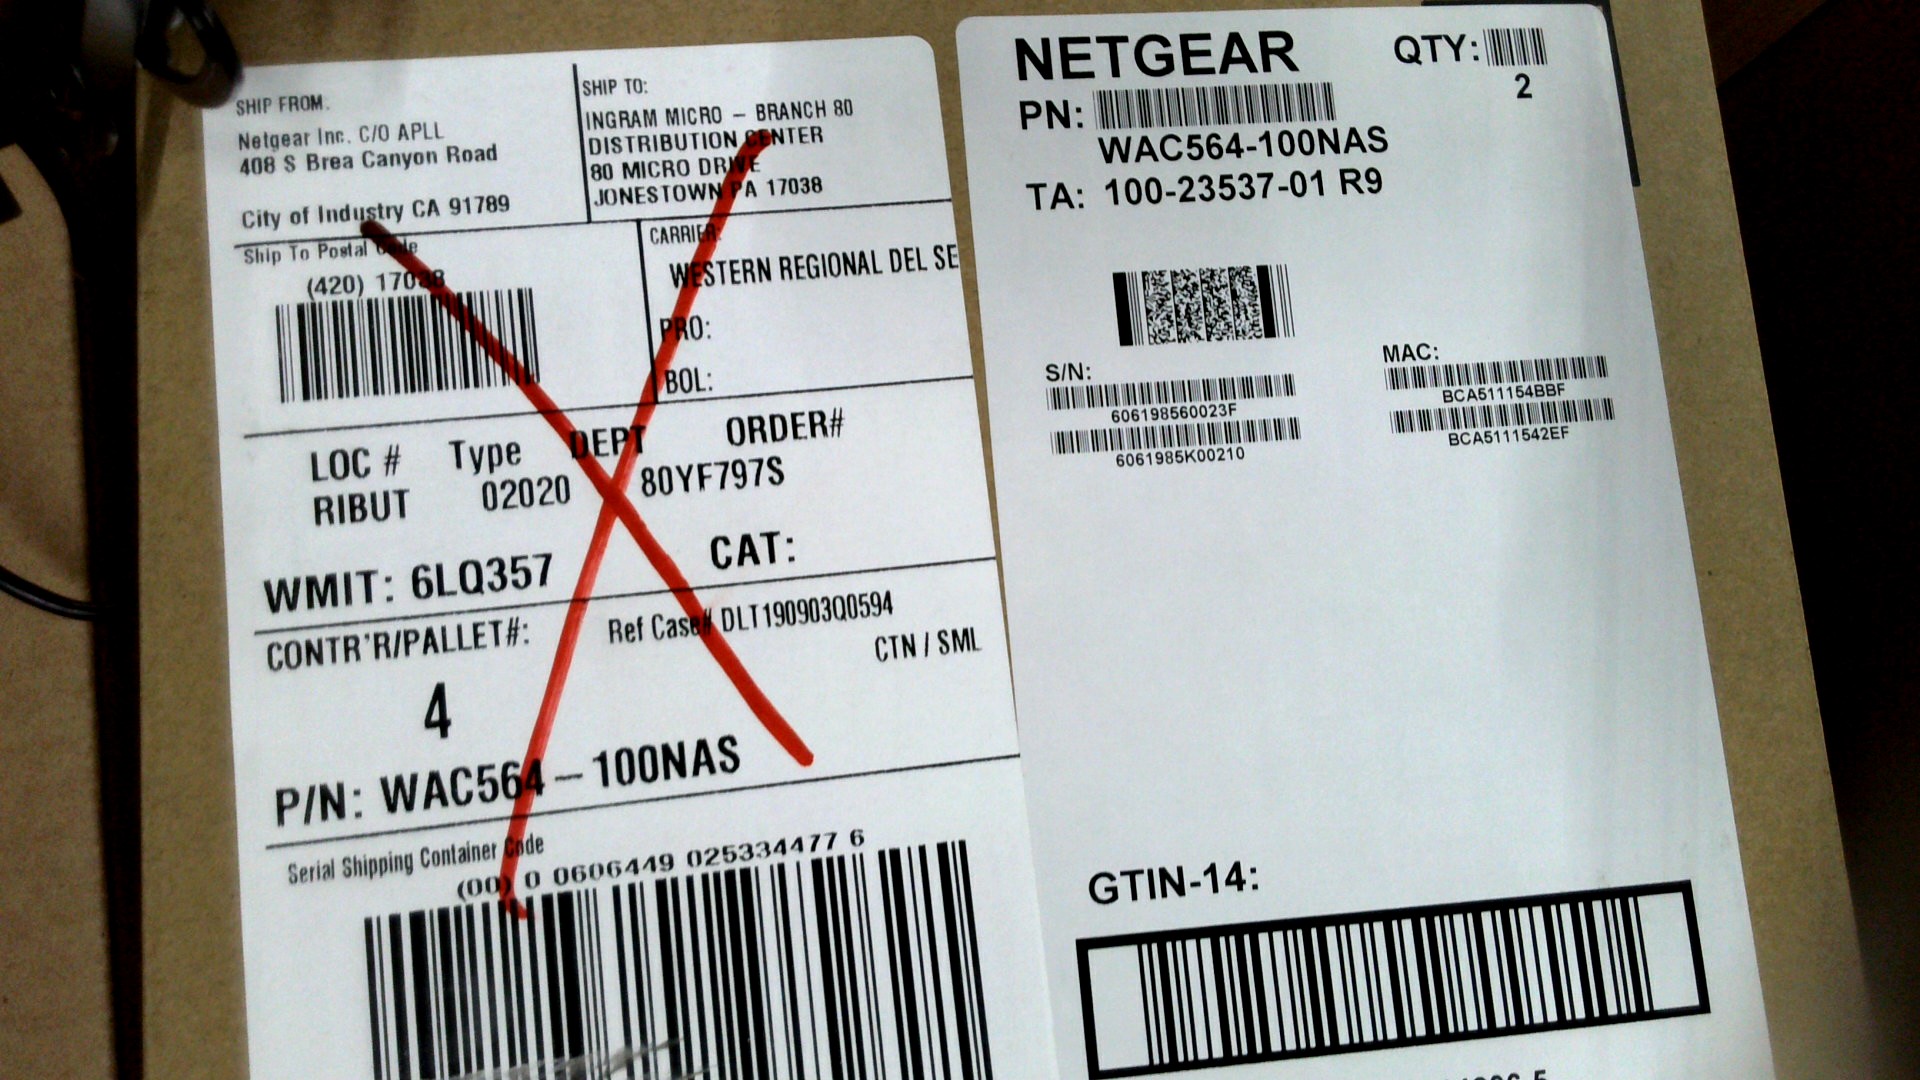 SHIP FROM:
Netgear Inc. C/O APLL
408 S Brea Canyon Road
City of Industry CA 91789
SHIP TO:
INGRAM MICRO – BRANCH 80
DISTRIBUTION CENTER
80 MICRO DRIVE
JONESTOWN PA 17038
Ship To Postal Code
(420) 17038
CARRIER:
WESTERN REGIONAL DEL SE
PRO:
BOL:
LOC # Type DEPT ORDER#
RIBUT 02020 80YF797S
WMIT: 6LQ357 CAT:
CONTR'R/PALLET#: Ref Case# DLT190903Q0594
CTN / SML
4
P/N: WAC564–100NAS
Serial Shipping Container Code
(00) 0 0606449 025334477 6
NETGEAR QTY:
2
PN:
WAC564-100NAS
TA: 100-23537-01 R9
S/N:
606198560023F
6061985K00210
MAC:
BCA511154BBF
BCA5111542EF
GTIN-14: